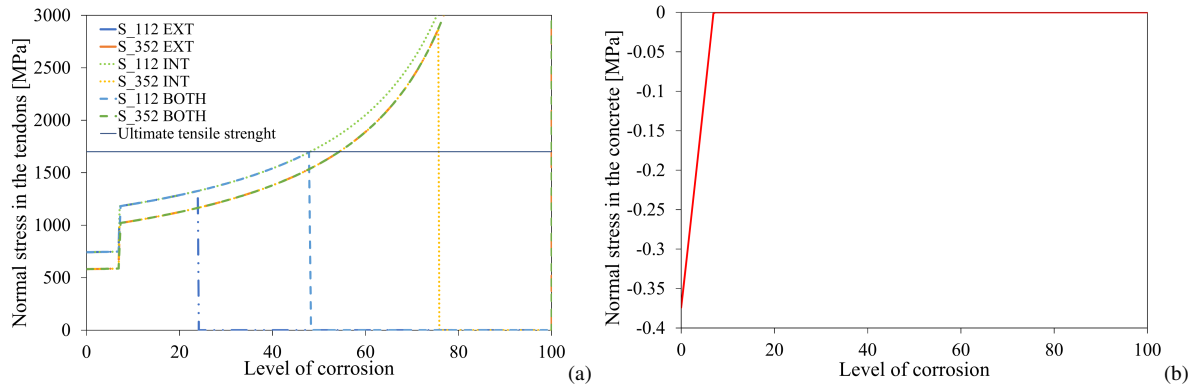 Normal stress in the tendons [MPa]
3000
2500
2000
1500
1000
500
0
S_112 EXT
S_352 EXT
S_112 INT
S_352 INT
S_112 BOTH
S_352 BOTH
Ultimate tensile strenght
0 20 40 60 80 100
Level of corrosion
(a)
Normal stress in the concrete [MPa]
0
-0.05
-0.1
-0.15
-0.2
-0.25
-0.3
-0.35
-0.4
0 20 40 60 80 100
Level of corrosion
(b)